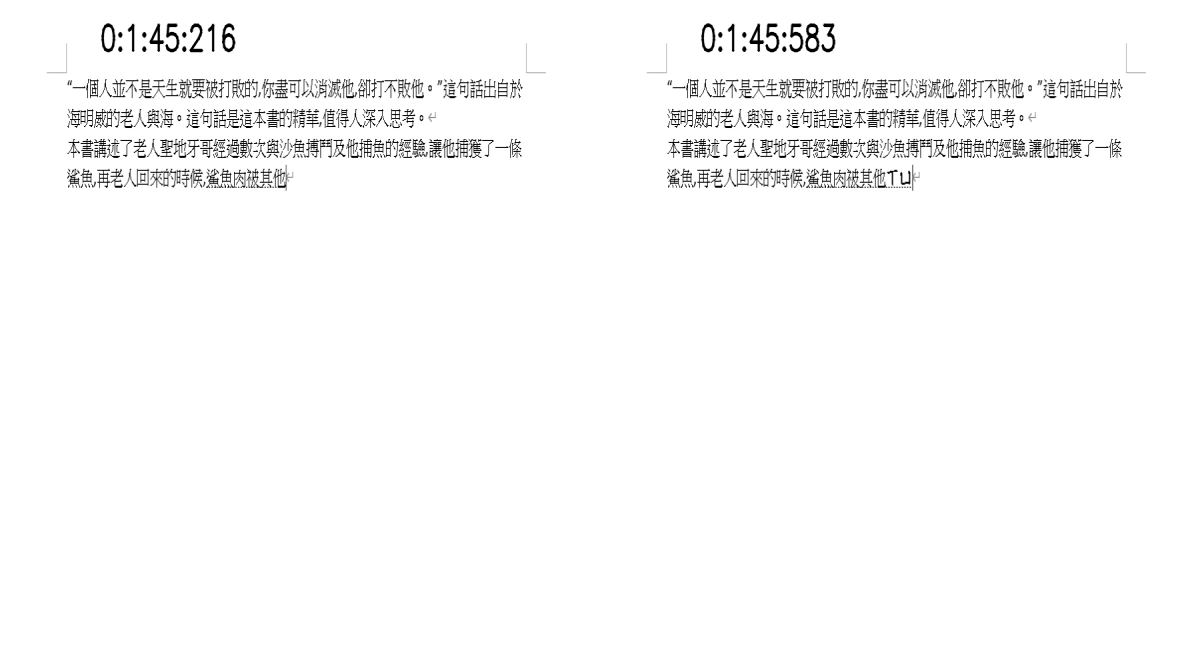 0:1:45:216
“一個人並不是天生就要被打敗的,你盡可以消滅他,卻打不敗他。”這句話出自於
海明威的老人與海。這句話是這本書的精華,值得人深入思考。
本書講述了老人聖地牙哥經過數次與沙魚搏鬥及他捕魚的經驗,讓他捕獲了一條
鯊魚,再老人回來的時候,鯊魚肉被其他
0:1:45:583
“一個人並不是天生就要被打敗的,你盡可以消滅他,卻打不敗他。”這句話出自於
海明威的老人與海。這句話是這本書的精華,值得人深入思考。
本書講述了老人聖地牙哥經過數次與沙魚搏鬥及他捕魚的經驗,讓他捕獲了一條
鯊魚,再老人回來的時候,鯊魚肉被其他ㄒㄩ